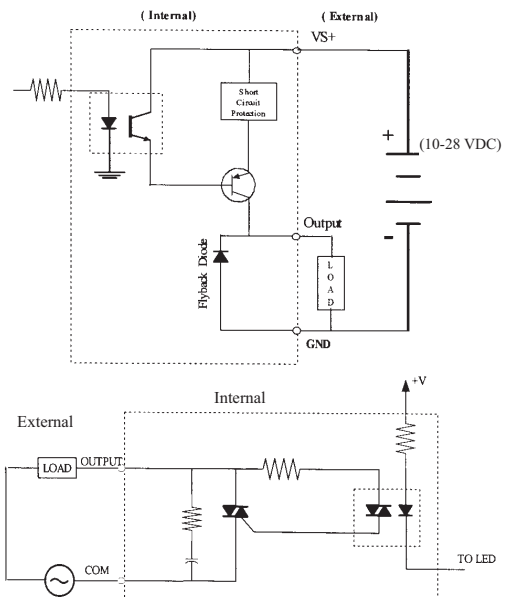 ( Internal)
( External)
VS+
Short
Circuit
Protection
+
(10-28 VDC)
Output
Flyback Diode
L
O
A
D
-
GND
+V
Internal
External
LOAD
OUTPUT
COM
TO LED